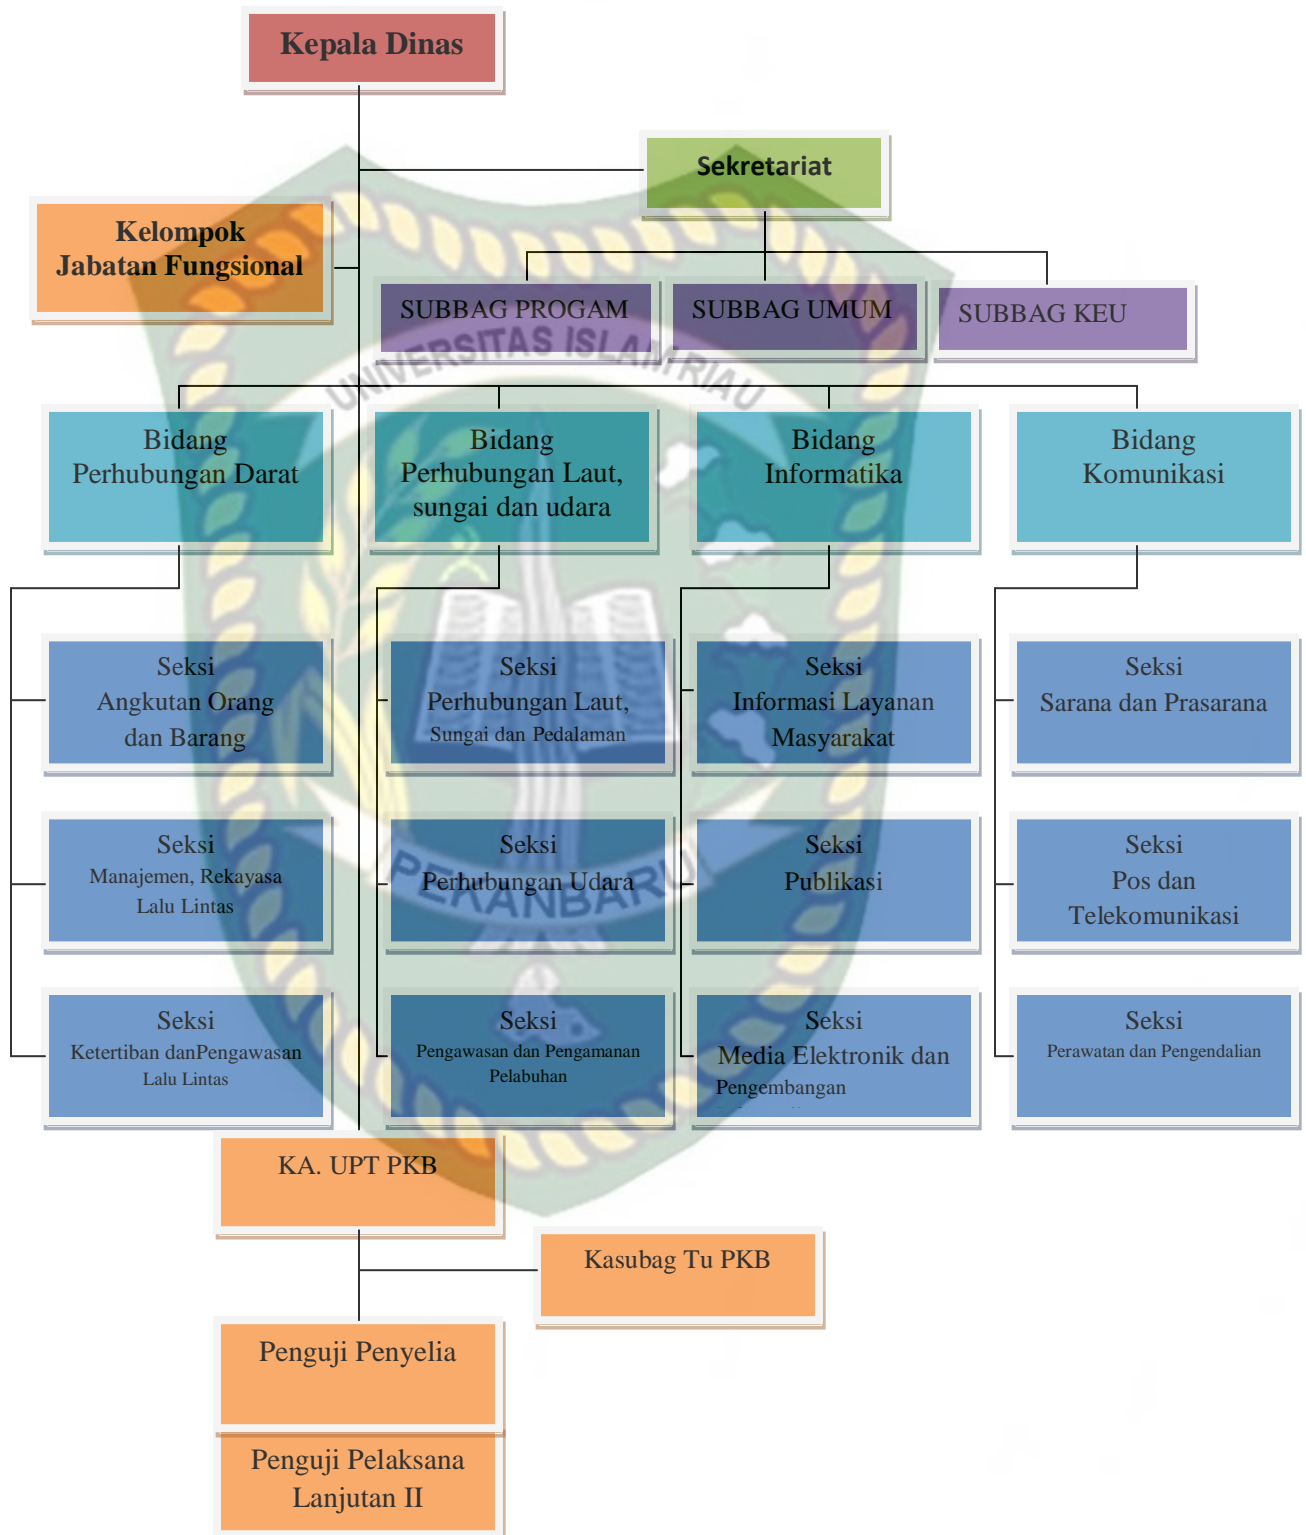 Kepala Dinas
Sekretariat
Kelompok
Jabatan Fungsional
SUBBAG PROGAM
SUBBAG UMUM
SUBBAG KEU
UNIVERSITAS ISLAM RIAU
Bidang
Perhubungan Darat
Bidang
Perhubungan Laut,
sungai dan udara
Bidang
Informatika
Bidang
Komunikasi
Seksi
Angkutan Orang
dan Barang
Seksi
Perhubungan Laut,
Sungai dan Pedalaman
Seksi
Informasi Layanan
Masyarakat
Seksi
Sarana dan Prasarana
Seksi
Manajemen, Rekayasa
Lalu Lintas
Seksi
Perhubungan Udara
Seksi
Publikasi
Seksi
Pos dan
Telekomunikasi
PEKANBARU
Seksi
Ketertiban danPengawasan
Lalu Lintas
Seksi
Pengawasan dan Pengamanan
Pelabuhan
Seksi
Media Elektronik dan
Pengembangan
Seksi
Perawatan dan Pengendalian
KA. UPT PKB
Kasubag Tu PKB
Penguji Penyelia
Penguji Pelaksana
Lanjutan II